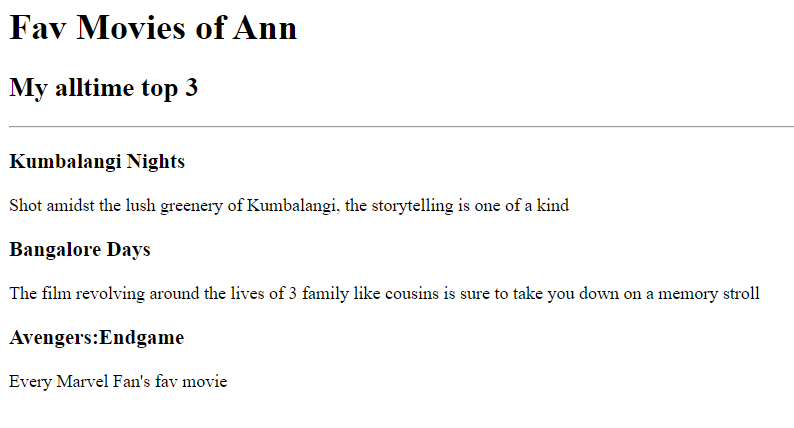 Fav Movies of Ann
My alltime top 3
Kumbalangi Nights
Shot amidst the lush greenery of Kumbalangi, the storytelling is one of a kind
Bangalore Days
The film revolving around the lives of 3 family like cousins is sure to take you down on a memory stroll
Avengers:Endgame
Every Marvel Fan's fav movie